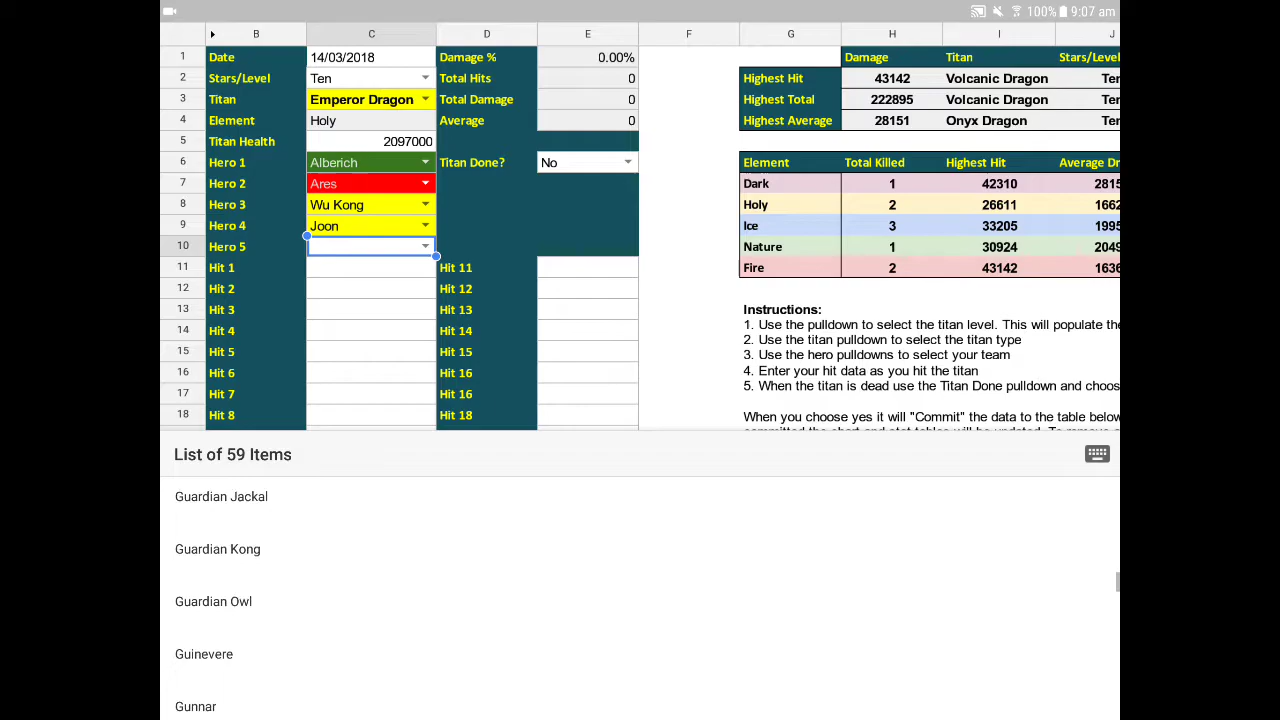 100% 9:07 am
B C D E F G H I J
1 Date 14/03/2018 Damage % 0.00% Damage Titan Stars/Level
2 Stars/Level Ten Total Hits 0 Highest Hit 43142 Volcanic Dragon Ten
3 Titan Emperor Dragon Total Damage 0 Highest Total 222895 Volcanic Dragon Ten
4 Element Holy Average 0 Highest Average 28151 Onyx Dragon Ten
5 Titan Health 2097000
6 Hero 1 Alberich Titan Done? No Element Total Killed Highest Hit Average Dr
7 Hero 2 Ares Dark 1 42310 2815
8 Hero 3 Wu Kong Holy 2 26611 1662
9 Hero 4 Joon Ice 3 33205 1995
10 Hero 5 Nature 1 30924 2049
11 Hit 1 Hit 11 Fire 2 43142 1636
12 Hit 2 Hit 12
13 Hit 3 Hit 13 Instructions:
14 Hit 4 Hit 14 1. Use the pulldown to select the titan level. This will populate the
2. Use the titan pulldown to select the titan type
15 Hit 5 Hit 15 3. Use the hero pulldowns to select your team
16 Hit 6 Hit 16 4. Enter your hit data as you hit the titan
17 Hit 7 Hit 16 5. When the titan is dead use the Titan Done pulldown and choos
18 Hit 8 Hit 18 When you choose yes it will "Commit" the data to the table below
committed the chart and stat tables will be updated. To remove a
List of 59 Items
Guardian Jackal
Guardian Kong
Guardian Owl
Guinevere
Gunnar